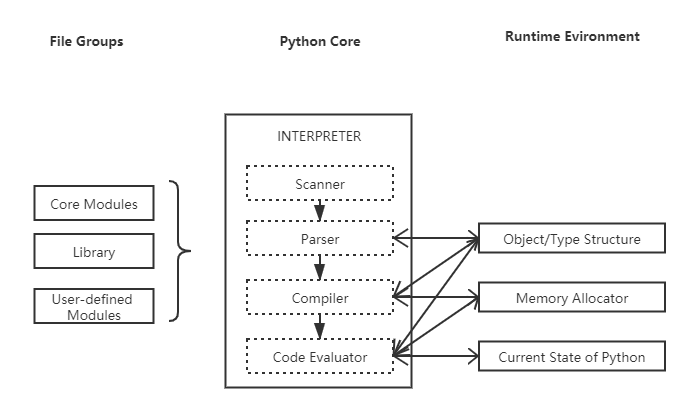 File Groups
Python Core
Runtime Evironment
INTERPRETER
Scanner
Core Modules
Parser
Object/Type Structure
Library
Compiler
Memory Allocator
User-defined
Modules
Code Evaluator
Current State of Python